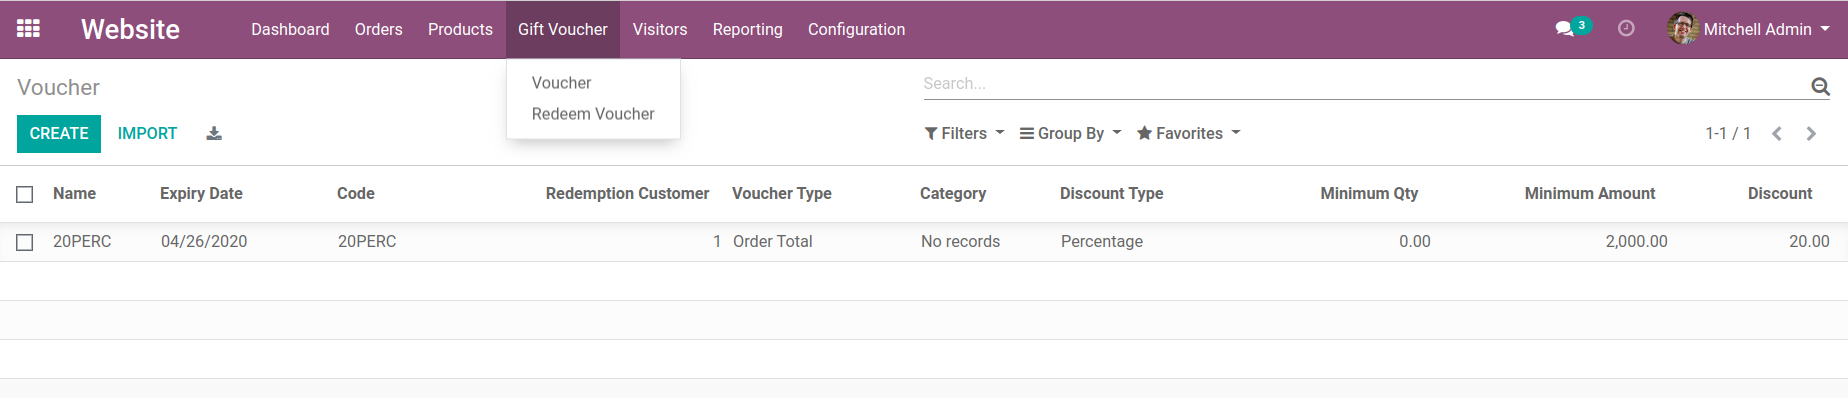 Website Dashboard Orders Products Gift Voucher Visitors Reporting Configuration 3 Mitchell Admin
Voucher
Voucher
Redeem Voucher
Search...
CREATE IMPORT Filters Group By Favorites 1-1 / 1
Name Expiry Date Code Redemption Customer Voucher Type Category Discount Type Minimum Qty Minimum Amount Discount
20PERC 04/26/2020 20PERC 1 Order Total No records Percentage 0.00 2,000.00 20.00